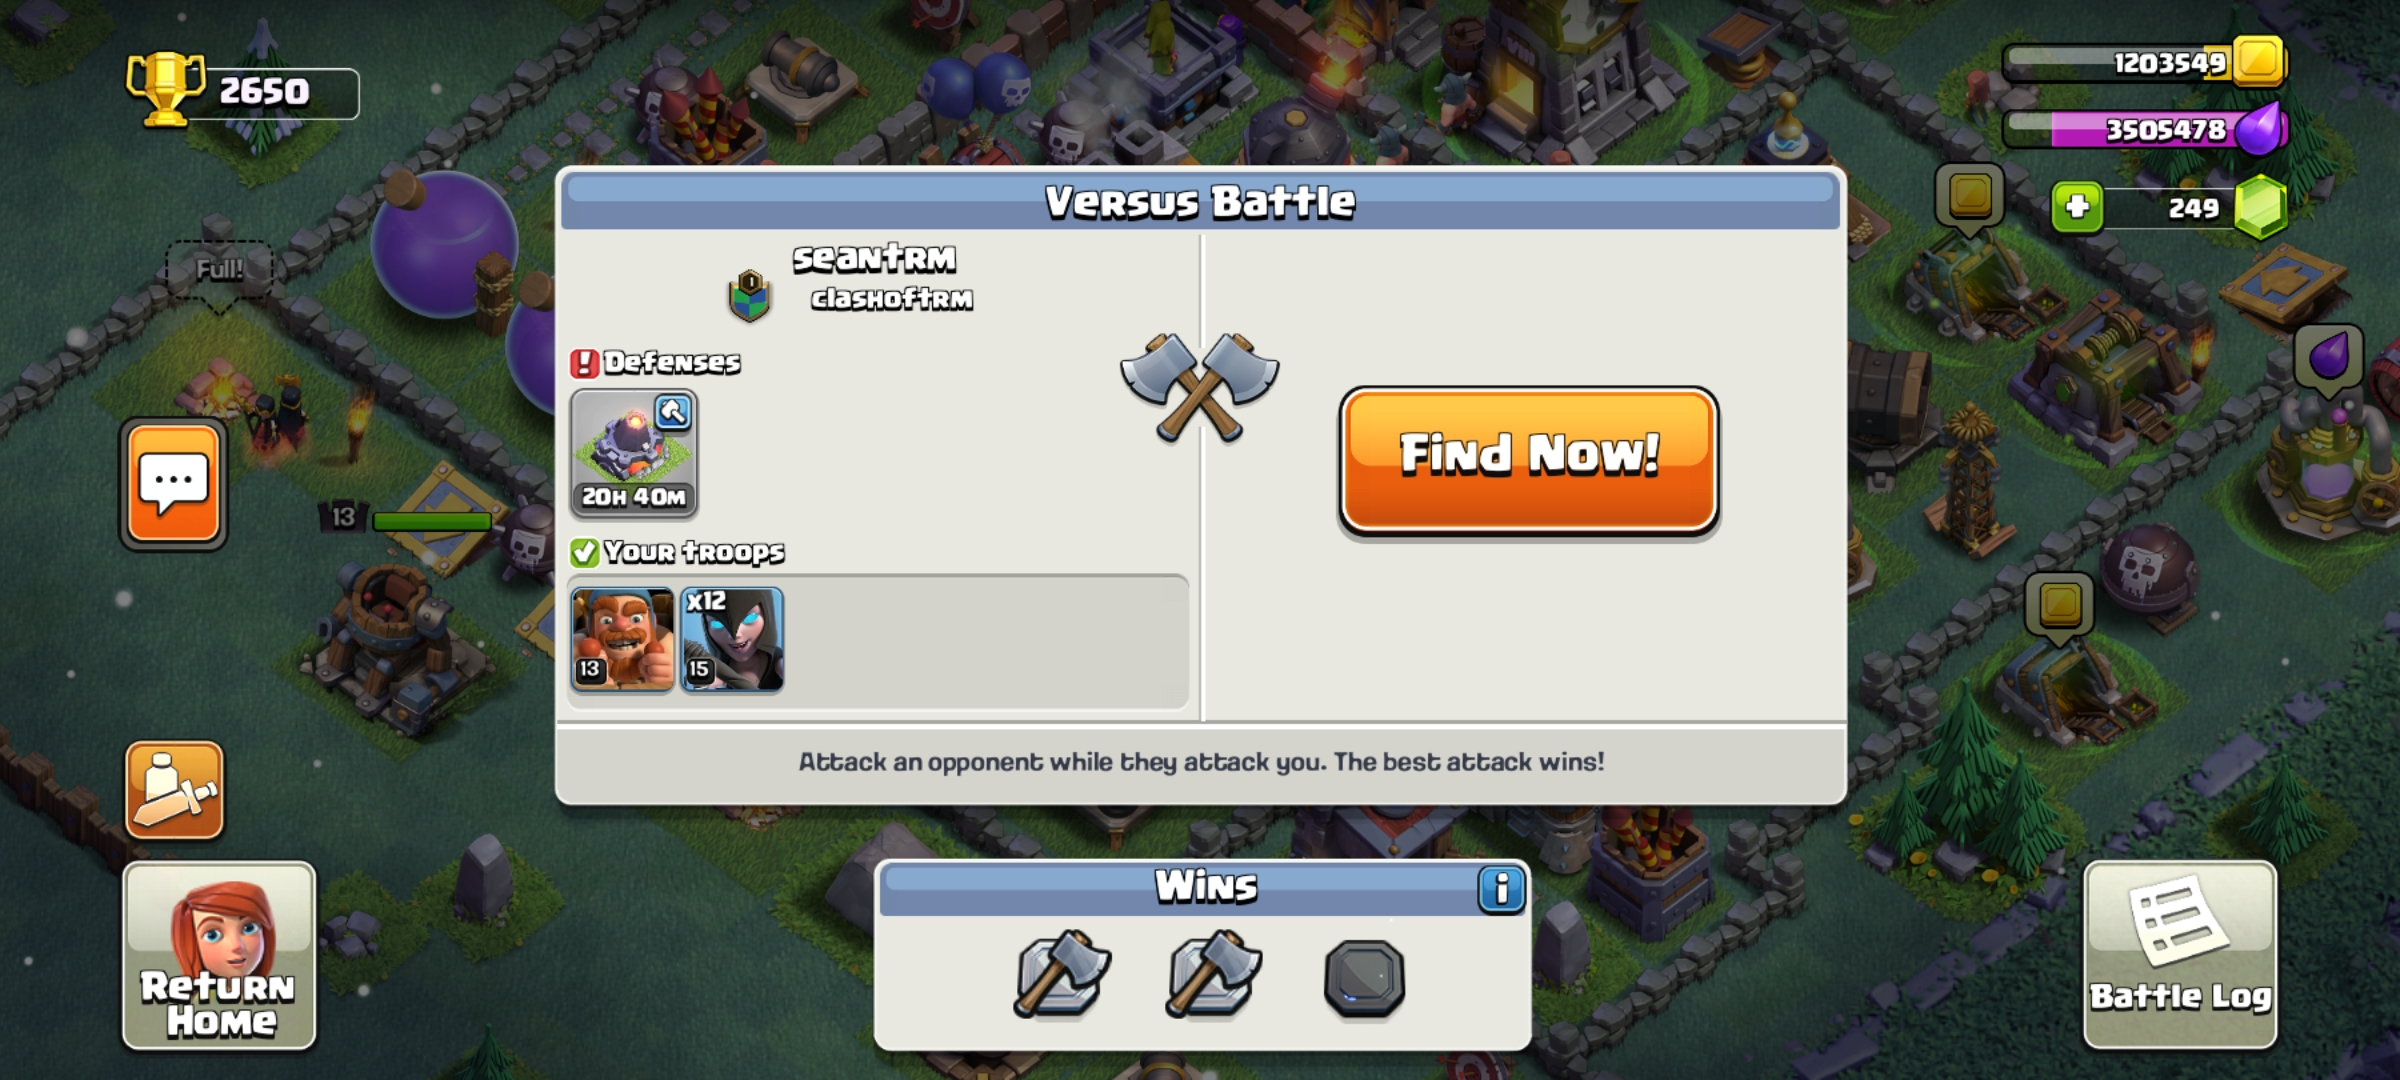 2650
1203549
3505478
249
Full!
Versus Battle
seantrm
clashoftrm
Defenses
20H 40M
13
Your troops
x12
13
15
Find Now!
Attack an opponent while they attack you. The best attack wins!
Wins
Return
Home
Battle Log